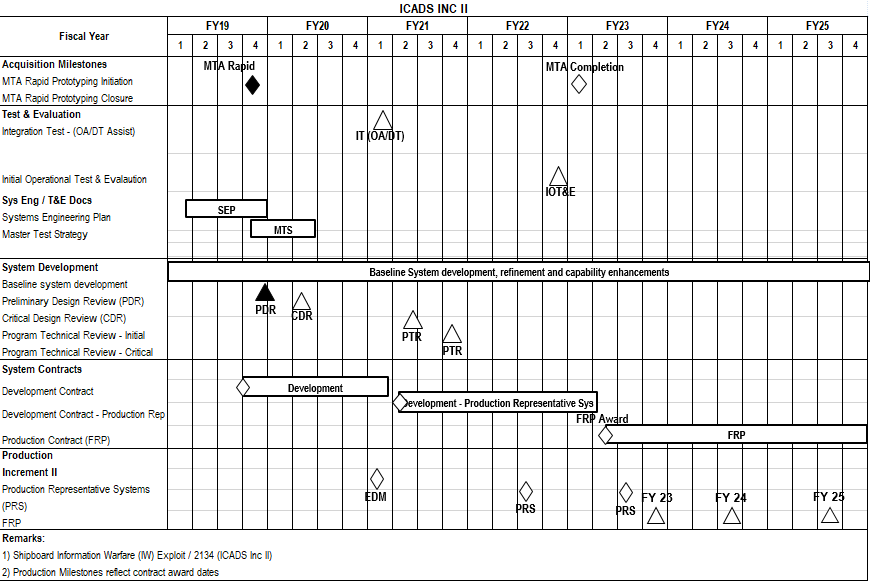 ICADS INC II
Fiscal Year
FY19 FY20 FY21 FY22 FY23 FY24 FY25
1 2 3 4 1 2 3 4 1 2 3 4 1 2 3 4 1 2 3 4 1 2 3 4 1 2 3 4
Acquisition Milestones
MTA Rapid MTA Completion
MTA Rapid Prototyping Initiation
MTA Rapid Prototyping Closure
Test & Evaluation
Integration Test - (OA/DT Assist)
IT (OA/DT)
Initial Operational Test & Evalaution
IOT&E
Sys Eng / T&E Docs
SEP
Systems Engineering Plan
Master Test Strategy
MTS
System Development
Baseline System development, refinement and capability enhancements
Baseline system development
Preliminary Design Review (PDR)
PDR CDR
Critical Design Review (CDR)
Program Technical Review - Initial
PTR
Program Technical Review - Critical
PTR
System Contracts
Development Contract
Development
Development - Production Representative Sys
Development Contract - Production Rep
FRP Award
Production Contract (FRP)
FRP
Production
Increment II
Production Representative Systems
(PRS)
EDM PRS PRS FY 23 FY 24 FY 25
FRP
Remarks:
1) Shipboard Information Warfare (IW) Exploit / 2134 (ICADS Inc II)
2) Production Milestones reflect contract award dates